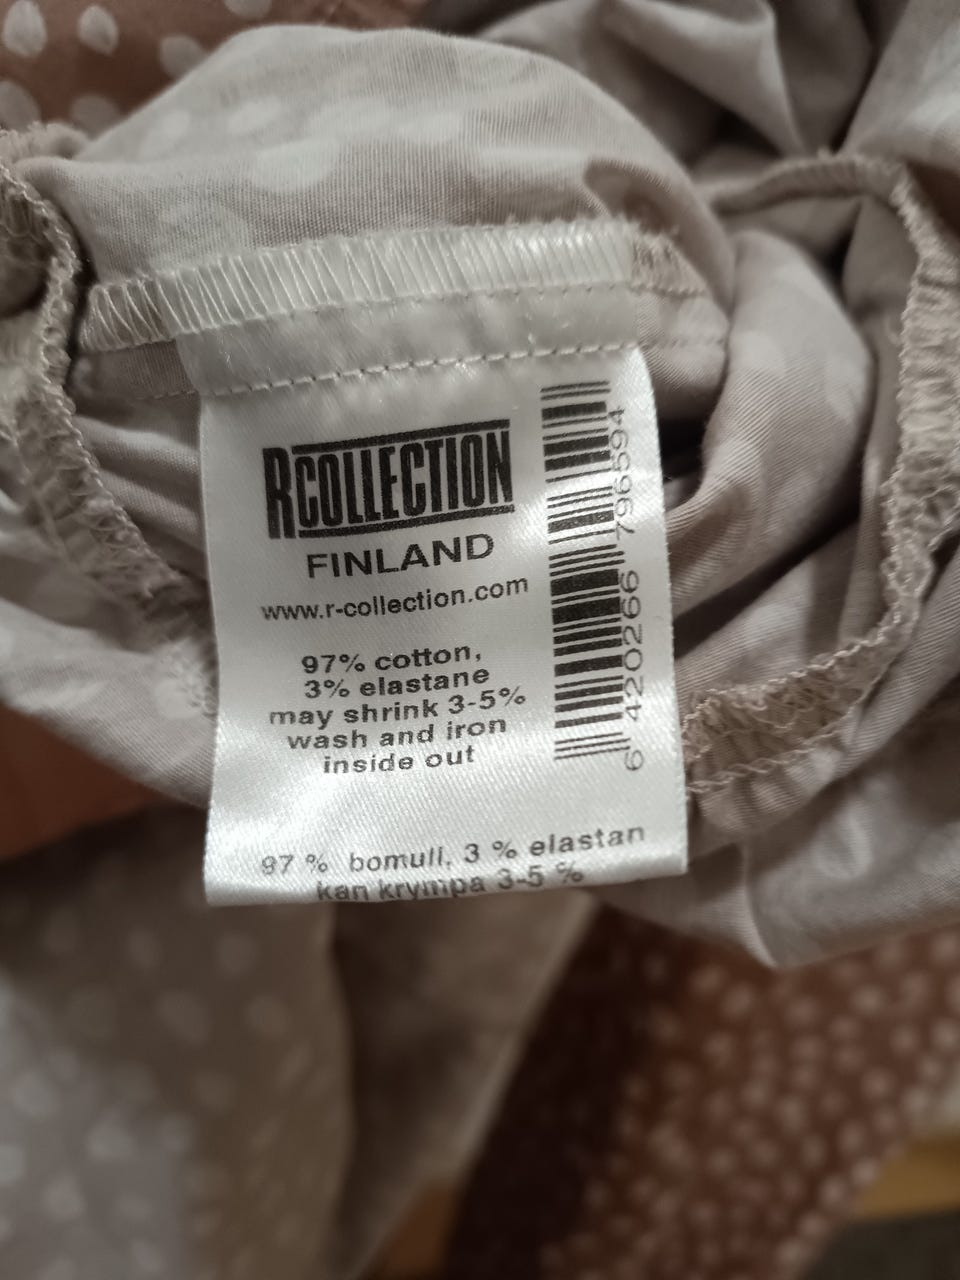 RCOLLECTION
FINLAND
www.r-collection.com
97% cotton,
3% elastane
may shrink 3-5%
wash and iron
inside out
97 % bomull, 3 % elastan
kan krympa 3-5 %
6 420266 796594